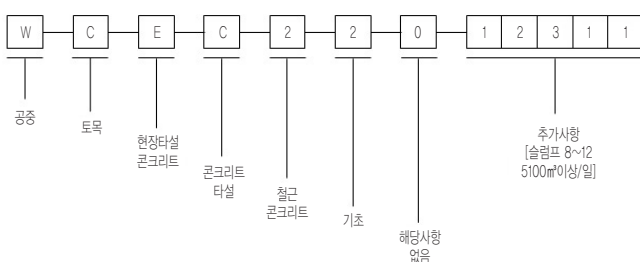 W C E C 2 2 0 1 2 3 1 1
공중
토목
현장타설
콘크리트
콘크리트
타설
철근
콘크리트
기초
해당사항
없음
추가사항
[슬럼프 8~12
5100㎥이상/일]